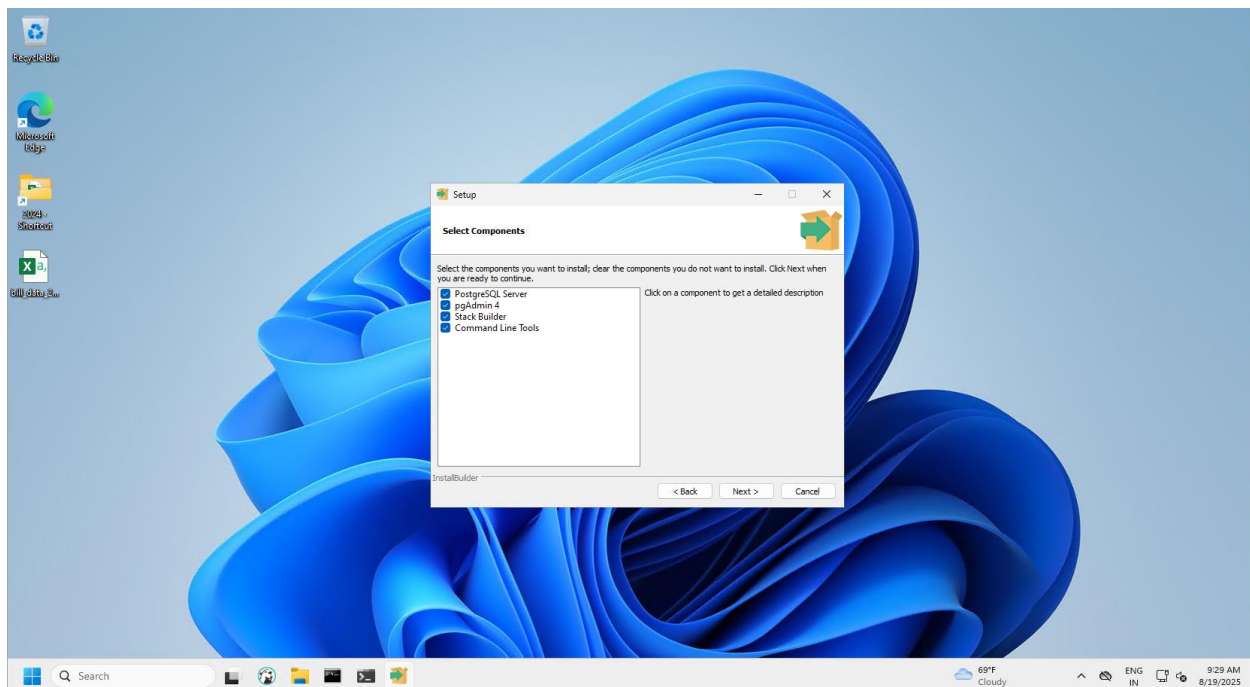 Recycle Bin
Microsoft
Edge
2024 -
Shortcut
Setup
Select Components
Select the components you want to install; clear the components you do not want to install. Click Next when
you are ready to continue.
PostgreSQL Server
pgAdmin 4
Stack Builder
Command Line Tools
Click on a component to get a detailed description
InstallBuilder
< Back
Next >
Cancel
Search
69°F
Cloudy
ENG
IN
9:29 AM
8/19/2025